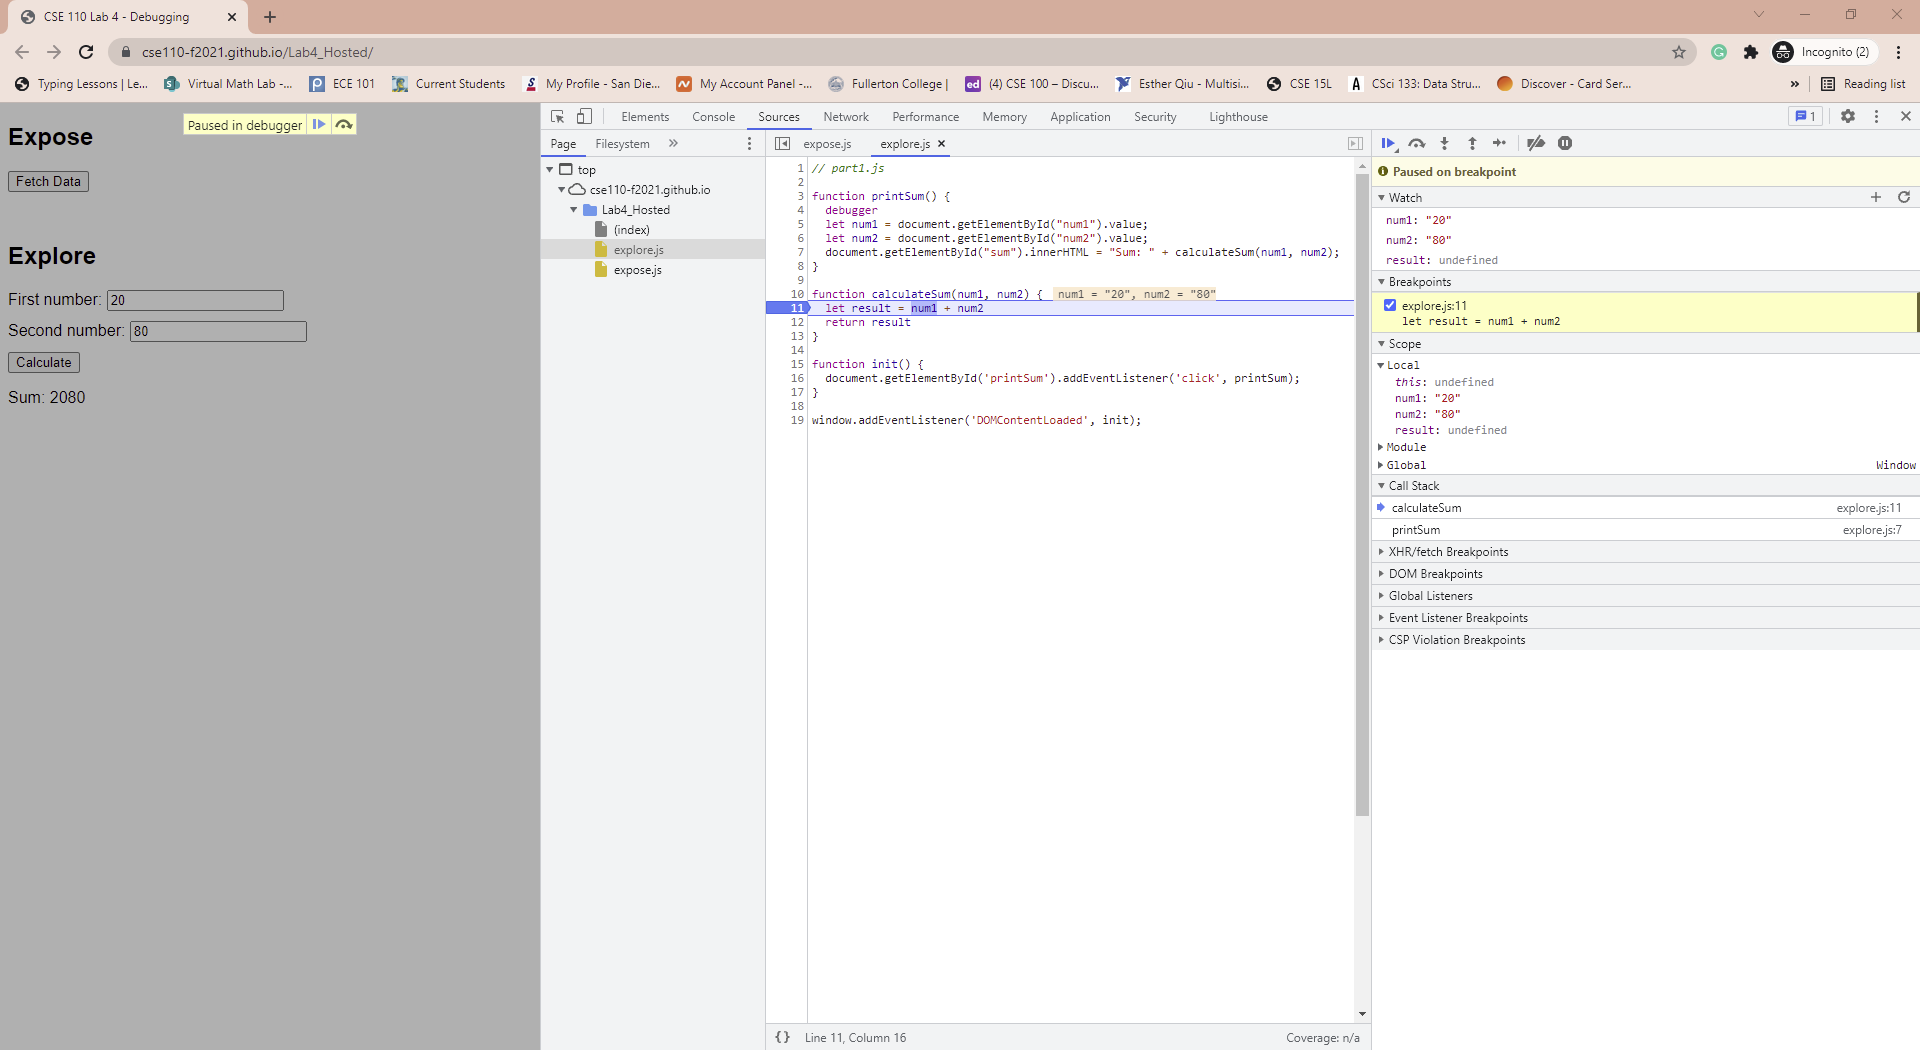 CSE 110 Lab 4 - Debugging
cse110-f2021.github.io/Lab4_Hosted/
Incognito (2)
Typing Lessons | Le...
Virtual Math Lab -...
ECE 101
Current Students
My Profile - San Die...
My Account Panel -...
Fullerton College |
(4) CSE 100 – Discu...
Esther Qiu - Multisi...
CSE 15L
CSci 133: Data Stru...
Discover - Card Ser...
»
Reading list
Paused in debugger
Expose
Fetch Data
Explore
First number: 20
Second number: 80
Calculate
Sum: 2080
Elements Console Sources Network Performance Memory Application Security Lighthouse
1
Page Filesystem »
top
cse110-f2021.github.io
Lab4_Hosted
(index)
explore.js
expose.js
expose.js explore.js
1 // part1.js
2
3 function printSum() {
4 debugger
5 let num1 = document.getElementById("num1").value;
6 let num2 = document.getElementById("num2").value;
7 document.getElementById("sum").innerHTML = "Sum: " + calculateSum(num1, num2);
8 }
9
10 function calculateSum(num1, num2) { num1 = "20", num2 = "80"
11 let result = num1 + num2
12 return result
13 }
14
15 function init() {
16 document.getElementById('printSum').addEventListener('click', printSum);
17 }
18
19 window.addEventListener('DOMContentLoaded', init);
{} Line 11, Column 16
Coverage: n/a
Paused on breakpoint
Watch
num1: "20"
num2: "80"
result: undefined
Breakpoints
explore.js:11
let result = num1 + num2
Scope
Local
this: undefined
num1: "20"
num2: "80"
result: undefined
Module
Global Window
Call Stack
calculateSum explore.js:11
printSum explore.js:7
XHR/fetch Breakpoints
DOM Breakpoints
Global Listeners
Event Listener Breakpoints
CSP Violation Breakpoints